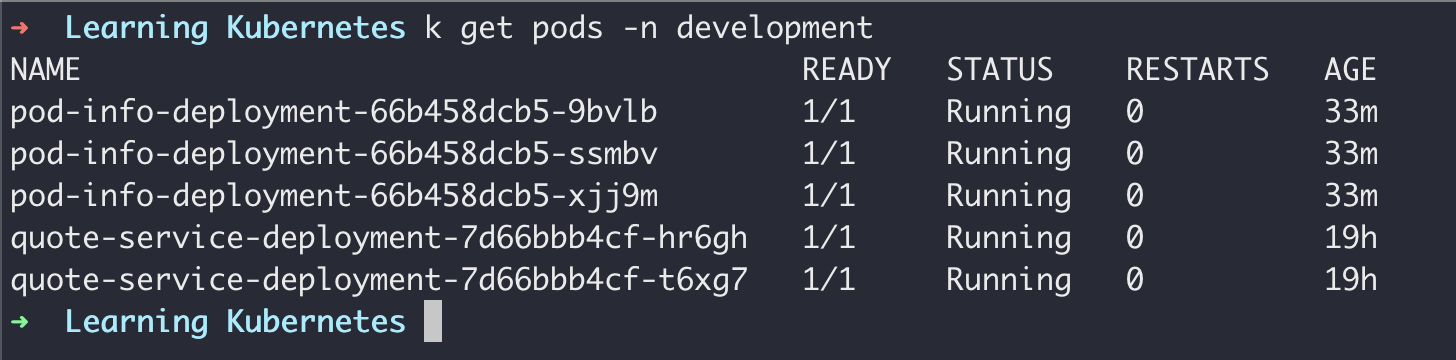 ➜  Learning Kubernetes k get pods -n development
NAME                                        READY   STATUS    RESTARTS   AGE
pod-info-deployment-66b458dcb5-9bvlb        1/1     Running   0          33m
pod-info-deployment-66b458dcb5-ssmbv        1/1     Running   0          33m
pod-info-deployment-66b458dcb5-xjj9m        1/1     Running   0          33m
quote-service-deployment-7d66bbb4cf-hr6gh   1/1     Running   0          19h
quote-service-deployment-7d66bbb4cf-t6xg7   1/1     Running   0          19h
➜  Learning Kubernetes